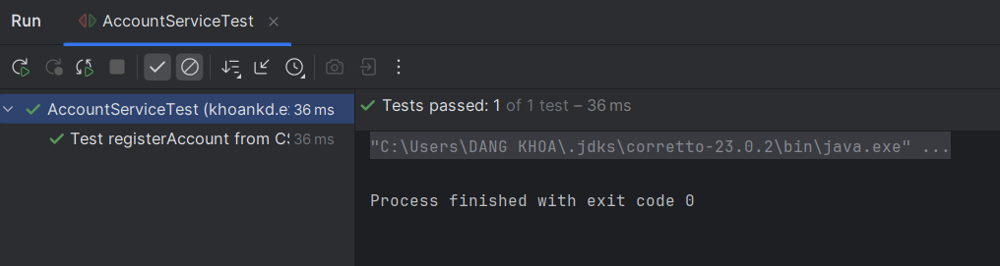 Run AccountServiceTest
AccountServiceTest (khoankd.e: 36 ms
Test registerAccount from CS 36 ms
Tests passed: 1 of 1 test – 36 ms
"C:\Users\DANG KHOA\.jdks\corretto-23.0.2\bin\java.exe" ...
Process finished with exit code 0